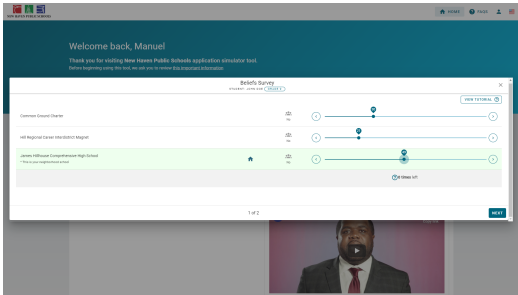 NEW HAVEN PUBLIC SCHOOLS
HOME
FAQS
Welcome back, Manuel
Thank you for visiting New Haven Public Schools application simulator tool.
Before beginning using this tool, we ask you to review this important information
Beliefs Survey
VIEW TUTORIAL
Common Ground Charter
Hill Regional Career Interdistrict Magnet
James Hillhouse Comprehensive High School
* This is your neighborhood school
1 of 2
NEXT